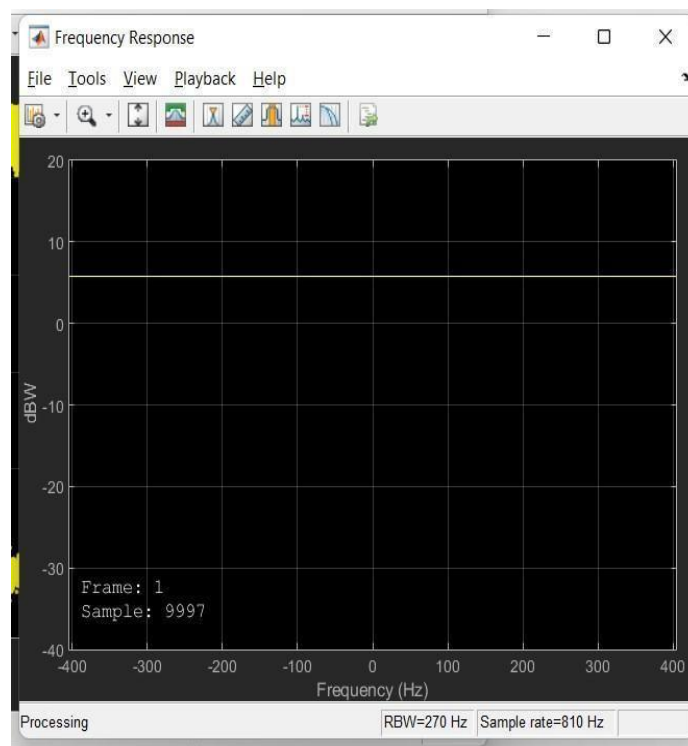 Frequency Response
File Tools View Playback Help
20
10
0
-10
-20
-30
-40
dBW
Frame: 1
Sample: 9997
-400 -300 -200 -100 0 100 200 300 400
Frequency (Hz)
Processing RBW=270 Hz Sample rate=810 Hz